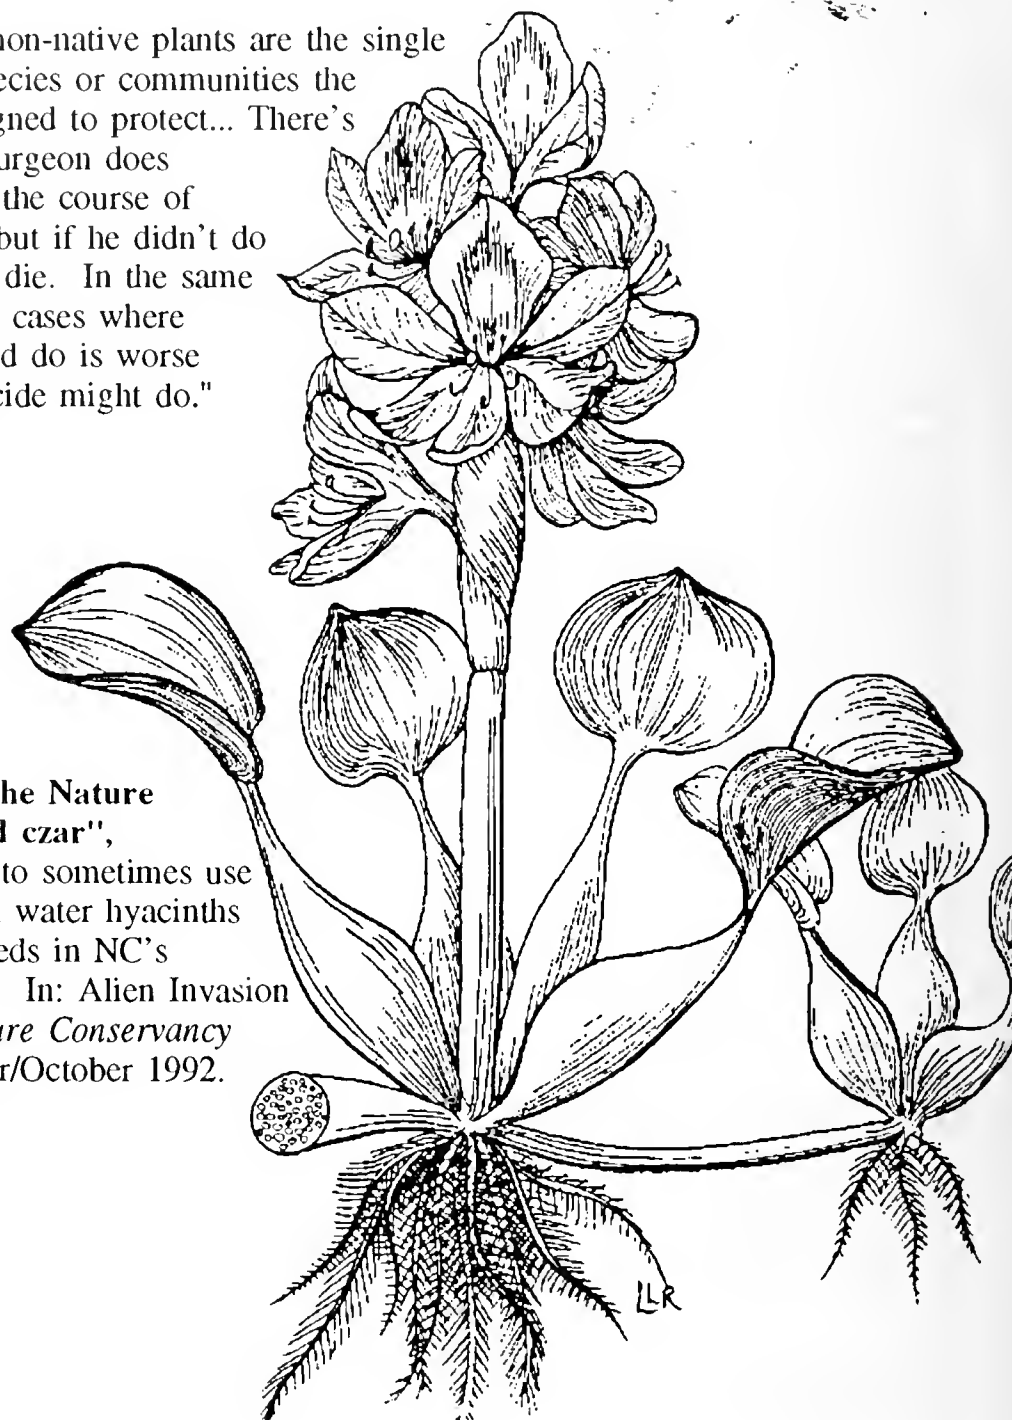 non-native plants are the single
ecies or communities the
gned to protect... There's
urgeon does
the course of
but if he didn't do
die. In the same
cases where
d do is worse
cide might do."
he Nature
d czar",
to sometimes use
water hyacinths
eds in NC's
In: Alien Invasion
ure Conservancy
r/October 1992.
LLR